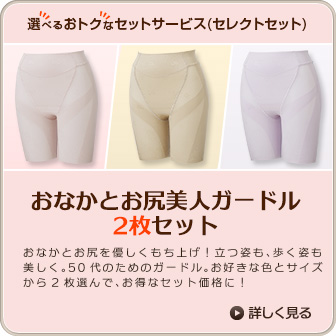 選べるおトクなセットサービス(セレクトセット)
おなかとお尻美人ガードル
2枚セット
おなかとお尻を優しくもち上げ！立つ姿も、歩く姿も
美しく。50代のためのガードル。お好きな色とサイズ
から2枚選んで、お得なセット価格に！
詳しく見る